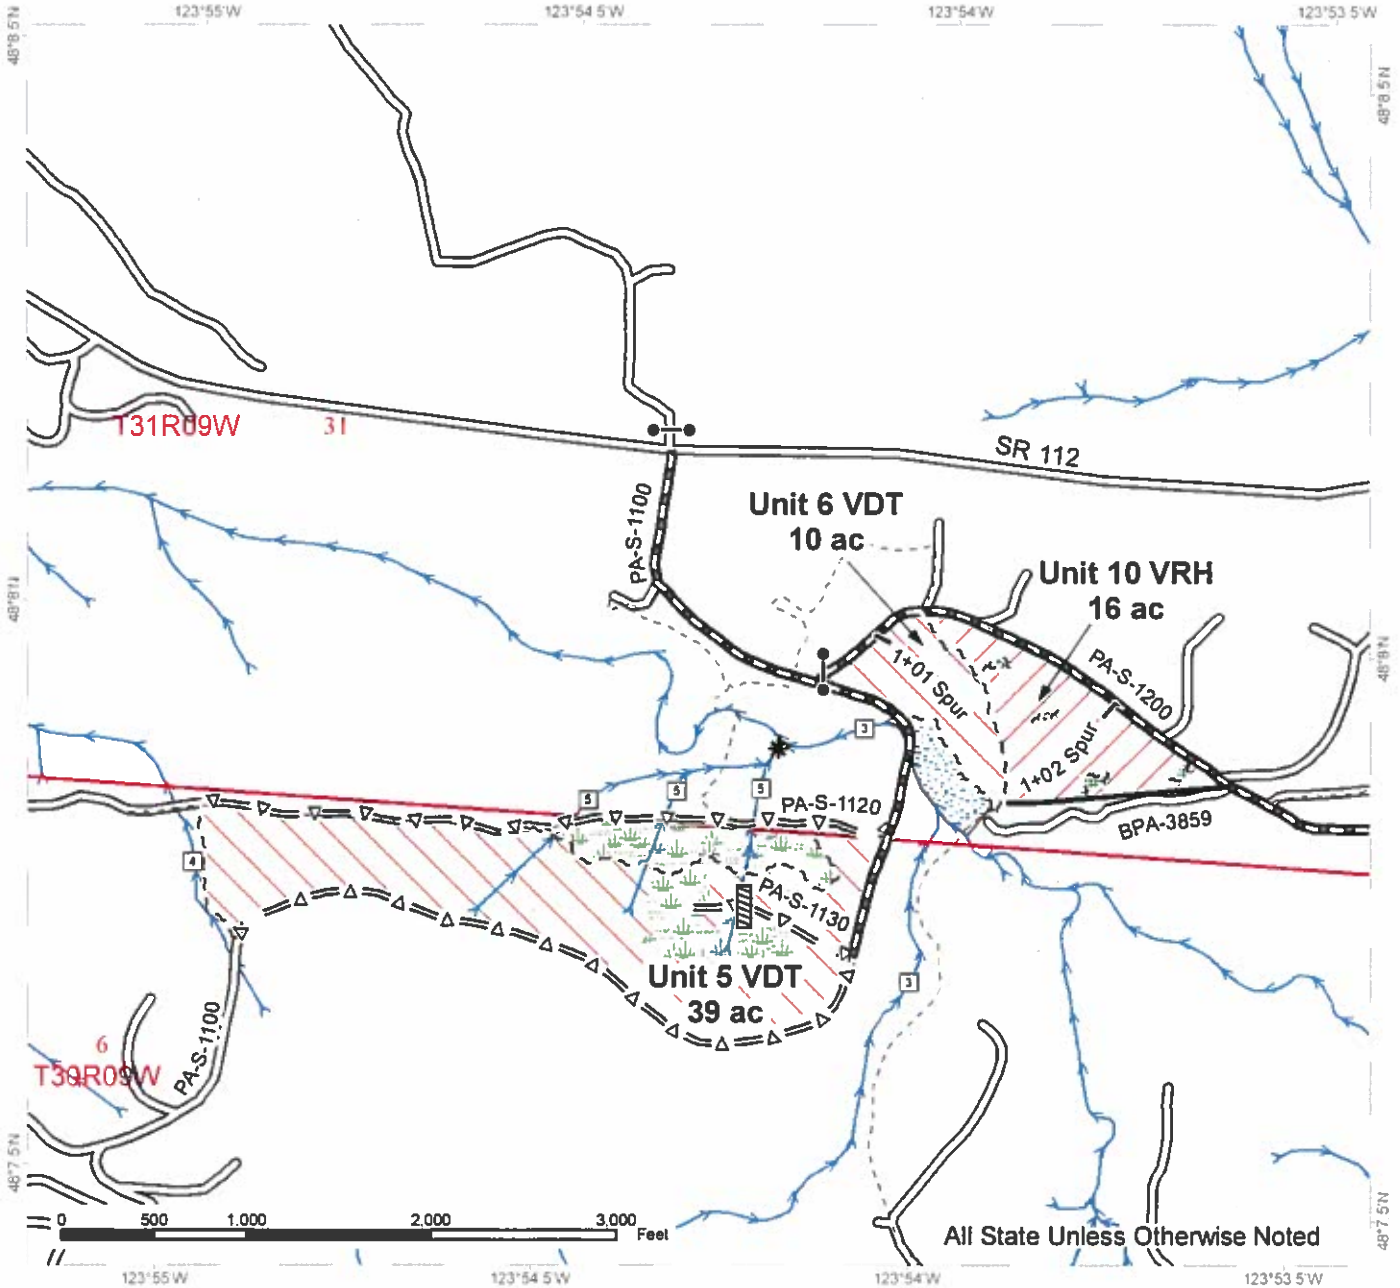 123°55'W
123°54 5'W
123°54'W
123°53 5'W
48°8 5'N
48°8.5'N
T31R09W
31
SR 112
PA-S-1100
Unit 6 VDT
10 ac
Unit 10 VRH
16 ac
48°8'N
48°8'N
1+01 Spur
PA-S-1200
3
1+02 Spur
5
5
5
PA-S-1120
BPA-3859
4
PA-S-1130
Unit 5 VDT
39 ac
3
PA-S-1100
6
T30R09W
48°7 5'N
48°7 5'N
0 500 1.000 2,000 3,000
Feet
All State Unless Otherwise Noted
123°55'W
123°54 5'W
123°54'W
123°53 5'W